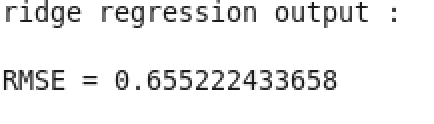 ridge regression output :
RMSE = 0.655222433658